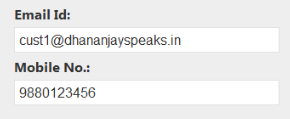 Email Id:
cust1@dhananjayspeaks.in
Mobile No.:
9880123456